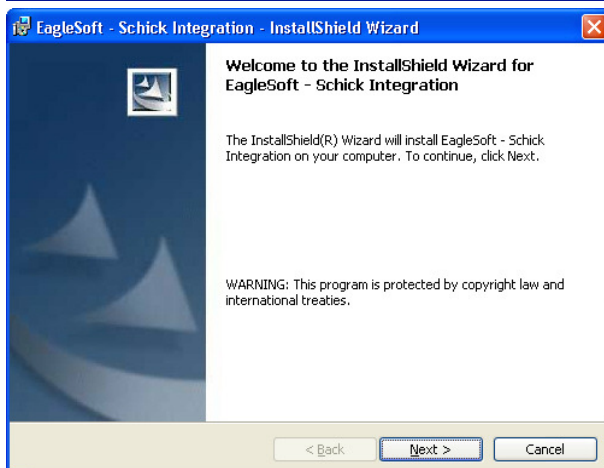 EagleSoft - Schick Integration - InstallShield Wizard
Welcome to the InstallShield Wizard for
EagleSoft - Schick Integration
The InstallShield(R) Wizard will install EagleSoft - Schick
Integration on your computer. To continue, click Next.
WARNING: This program is protected by copyright law and
international treaties.
< Back
Next >
Cancel